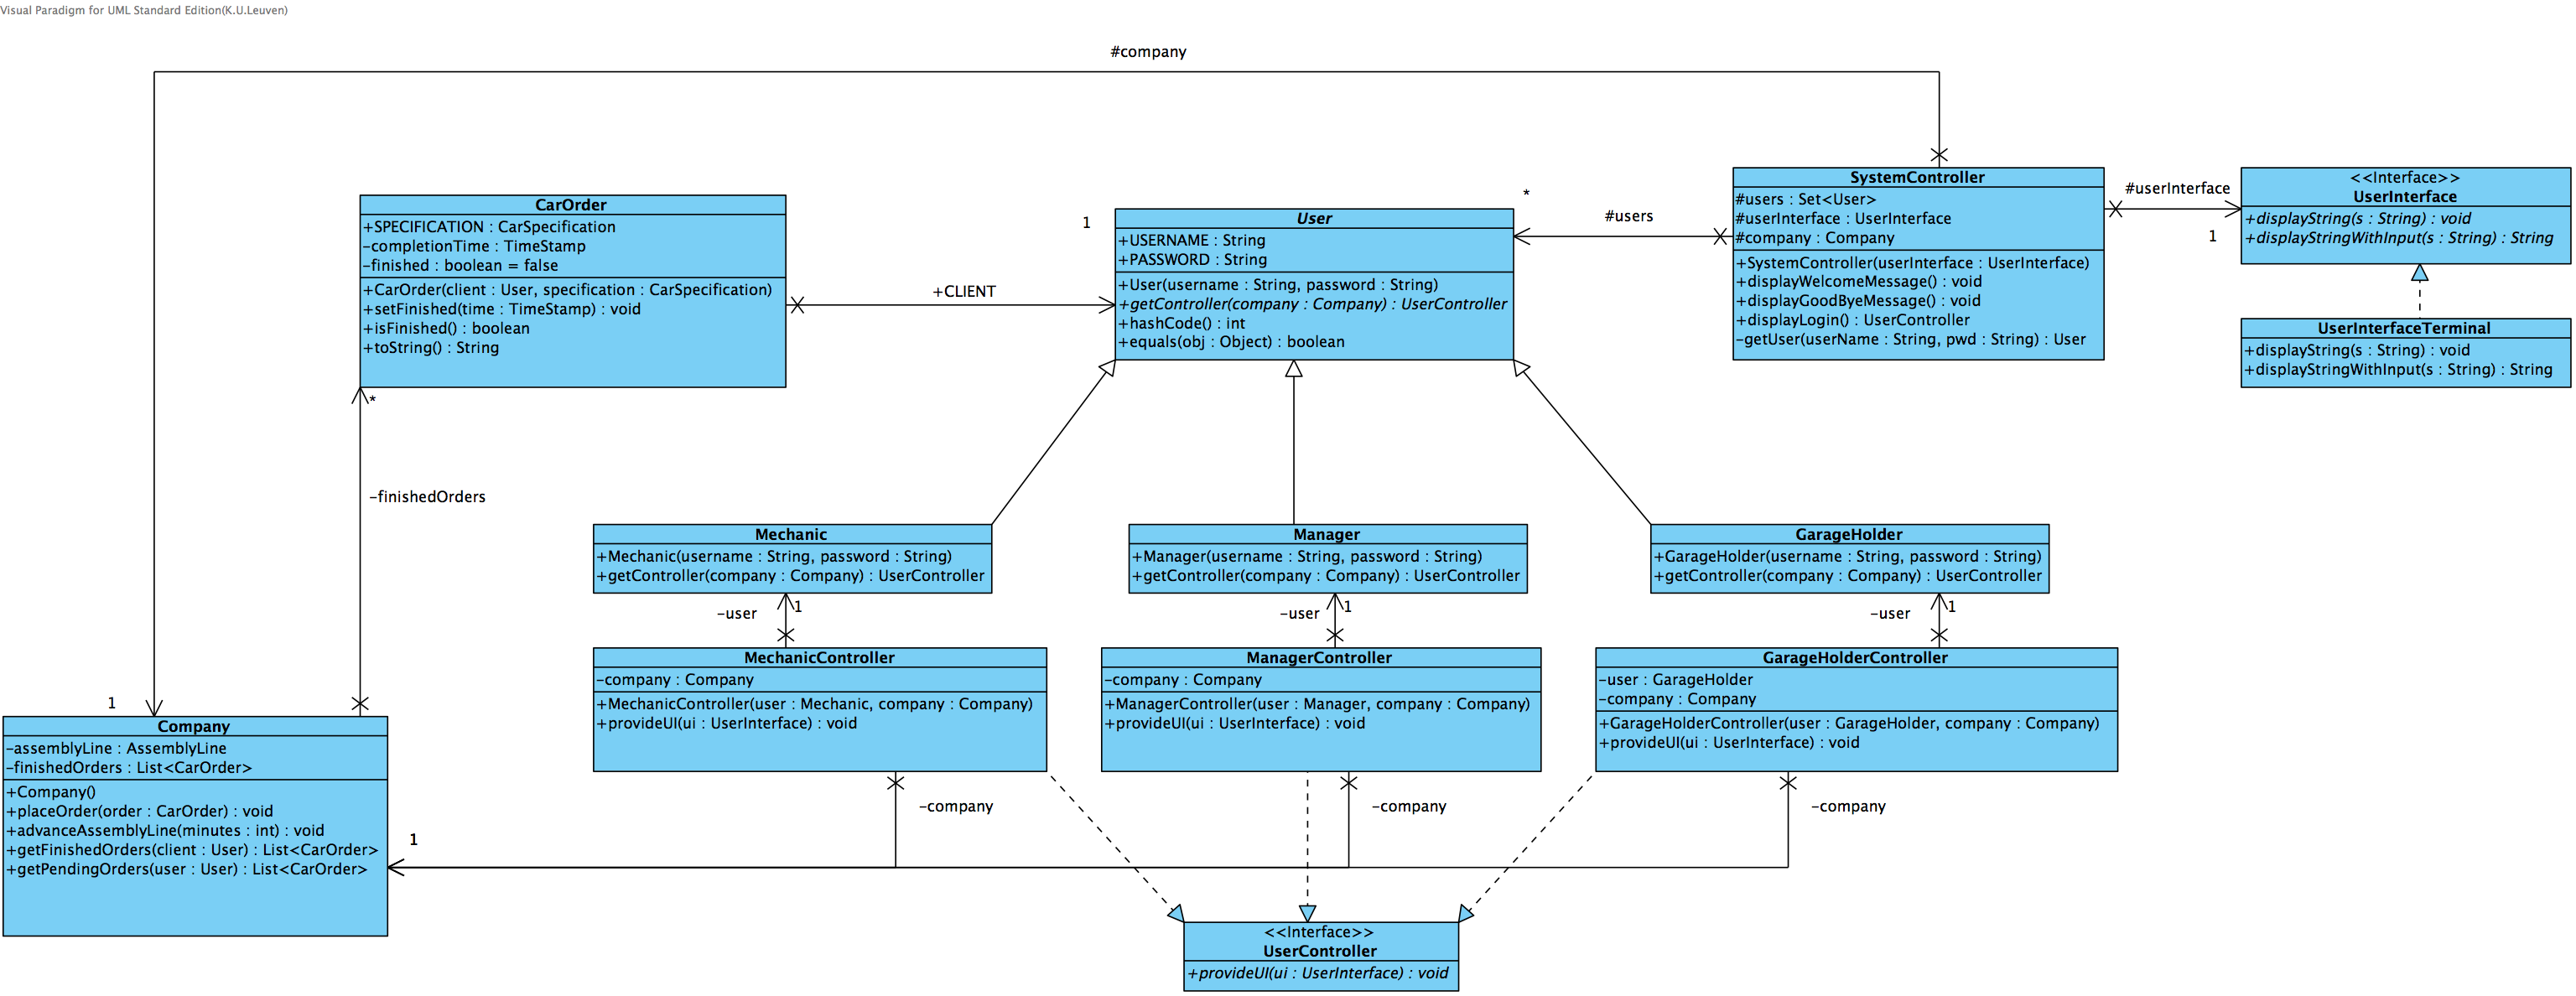 Visual Paradigm for UML Standard Edition(K.U.Leuven)
#company
CarOrder
+SPECIFICATION : CarSpecification
-completionTime : TimeStamp
-finished : boolean = false
+CarOrder(client : User, specification : CarSpecification)
+setFinished(time : TimeStamp) : void
+isFinished() : boolean
+toString() : String
+CLIENT
1
User
+USERNAME : String
+PASSWORD : String
+User(username : String, password : String)
+getController(company : Company) : UserController
+hashCode() : int
+equals(obj : Object) : boolean
*
#users
SystemController
#users : Set<User>
#userInterface : UserInterface
#company : Company
+SystemController(userInterface : UserInterface)
+displayWelcomeMessage() : void
+displayGoodByeMessage() : void
+displayLogin() : UserController
-getUser(userName : String, pwd : String) : User
#userInterface
1
<<Interface>>
UserInterface
+displayString(s : String) : void
+displayStringWithInput(s : String) : String
UserInterfaceTerminal
+displayString(s : String) : void
+displayStringWithInput(s : String) : String
*
-finishedOrders
Mechanic
+Mechanic(username : String, password : String)
+getController(company : Company) : UserController
Manager
+Manager(username : String, password : String)
+getController(company : Company) : UserController
GarageHolder
+GarageHolder(username : String, password : String)
+getController(company : Company) : UserController
-user
1
-user
1
-user
1
MechanicController
-company : Company
+MechanicController(user : Mechanic, company : Company)
+provideUI(ui : UserInterface) : void
ManagerController
-company : Company
+ManagerController(user : Manager, company : Company)
+provideUI(ui : UserInterface) : void
GarageHolderController
-user : GarageHolder
-company : Company
+GarageHolderController(user : GarageHolder, company : Company)
+provideUI(ui : UserInterface) : void
1
Company
-assemblyLine : AssemblyLine
-finishedOrders : List<CarOrder>
+Company()
+placeOrder(order : CarOrder) : void
+advanceAssemblyLine(minutes : int) : void
+getFinishedOrders(client : User) : List<CarOrder>
+getPendingOrders(user : User) : List<CarOrder>
1
-company
-company
-company
<<Interface>>
UserController
+provideUI(ui : UserInterface) : void